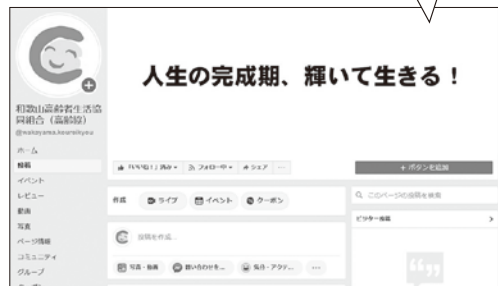 人生の完成期、輝いて生きる！
和歌山高齢者生活協
同組合（高齢協）
@wakayama.koureikyou
ホーム
投稿
イベント
レビュー
動画
写真
ページ情報
コミュニティ
グループ
いいね！済み
フォロー中
シェア
+ ボタンを追加
作成
ライブ
イベント
クーポン
投稿を作成...
写真・動画
問い合わせを...
気分・アクテ...
このページの投稿を検索
ビジター投稿